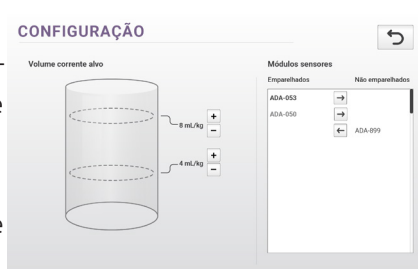 CONFIGURAÇÃO
Volume corrente alvo
8 mL/kg
+
–
4 mL/kg
+
–
Módulos sensores
Emparelhados Não emparelhados
ADA-053 →
ADA-050 →
← ADA-899